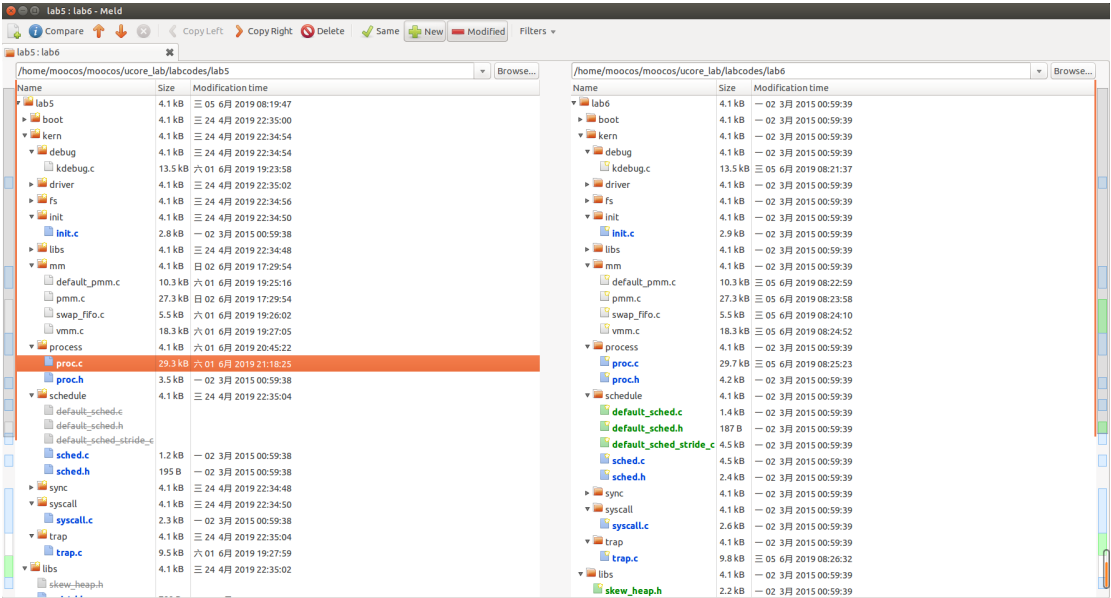 lab5 : lab6 - Meld
Compare Copy Left Copy Right Delete Same New Modified Filters
lab5 : lab6
/home/moocos/moocos/ucore_lab/labcodes/lab5 Browse... /home/moocos/moocos/ucore_lab/labcodes/lab6 Browse...
Name Size Modification time Name Size Modification time
lab5 4.1 kB 三 05 6月 2019 08:19:47 lab6 4.1 kB 一 02 3月 2015 00:59:39
boot 4.1 kB 三 24 4月 2019 22:35:00 boot 4.1 kB 一 02 3月 2015 00:59:39
kern 4.1 kB 三 24 4月 2019 22:34:54 kern 4.1 kB 一 02 3月 2015 00:59:39
debug 4.1 kB 三 24 4月 2019 22:34:54 debug 4.1 kB 一 02 3月 2015 00:59:39
kdebug.c 13.5 kB 六 01 6月 2019 19:23:58 kdebug.c 13.5 kB 三 05 6月 2019 08:21:37
driver 4.1 kB 三 24 4月 2019 22:35:02 driver 4.1 kB 一 02 3月 2015 00:59:39
fs 4.1 kB 三 24 4月 2019 22:34:56 fs 4.1 kB 一 02 3月 2015 00:59:39
init 4.1 kB 三 24 4月 2019 22:34:50 init 4.1 kB 一 02 3月 2015 00:59:39
init.c 2.8 kB 一 02 3月 2015 00:59:38 init.c 2.9 kB 一 02 3月 2015 00:59:39
libs 4.1 kB 三 24 4月 2019 22:34:48 libs 4.1 kB 一 02 3月 2015 00:59:39
mm 4.1 kB 日 02 6月 2019 17:29:54 mm 4.1 kB 一 02 3月 2015 00:59:39
default_pmm.c 10.3 kB 六 01 6月 2019 19:25:16 default_pmm.c 10.3 kB 三 05 6月 2019 08:22:59
pmm.c 27.3 kB 日 02 6月 2019 17:29:54 pmm.c 27.3 kB 三 05 6月 2019 08:23:58
swap_fifo.c 5.5 kB 六 01 6月 2019 19:26:02 swap_fifo.c 5.5 kB 三 05 6月 2019 08:24:10
vmm.c 18.3 kB 六 01 6月 2019 19:27:05 vmm.c 18.3 kB 三 05 6月 2019 08:24:52
process 4.1 kB 六 01 6月 2019 20:45:22 process 4.1 kB 一 02 3月 2015 00:59:39
proc.c 29.3 kB 六 01 6月 2019 21:18:25 proc.c 29.7 kB 三 05 6月 2019 08:25:23
proc.h 3.5 kB 一 02 3月 2015 00:59:38 proc.h 4.2 kB 一 02 3月 2015 00:59:39
schedule 4.1 kB 三 24 4月 2019 22:35:04 schedule 4.1 kB 一 02 3月 2015 00:59:39
default_sched.c default_sched.c 1.4 kB 一 02 3月 2015 00:59:39
default_sched.h default_sched.h 187 B 一 02 3月 2015 00:59:39
default_sched_stride_c default_sched_stride_c 4.5 kB 一 02 3月 2015 00:59:39
sched.c 1.2 kB 一 02 3月 2015 00:59:38 sched.c 4.5 kB 一 02 3月 2015 00:59:39
sched.h 195 B 一 02 3月 2015 00:59:38 sched.h 2.4 kB 一 02 3月 2015 00:59:39
sync 4.1 kB 三 24 4月 2019 22:34:48 sync 4.1 kB 一 02 3月 2015 00:59:39
syscall 4.1 kB 三 24 4月 2019 22:34:50 syscall 4.1 kB 一 02 3月 2015 00:59:39
syscall.c 2.3 kB 一 02 3月 2015 00:59:38 syscall.c 2.6 kB 一 02 3月 2015 00:59:39
trap 4.1 kB 三 24 4月 2019 22:35:04 trap 4.1 kB 一 02 3月 2015 00:59:39
trap.c 9.5 kB 六 01 6月 2019 19:27:59 trap.c 9.8 kB 三 05 6月 2019 08:26:32
libs 4.1 kB 三 24 4月 2019 22:35:02 libs 4.1 kB 一 02 3月 2015 00:59:39
skew_heap.h skew_heap.h 2.2 kB 一 02 3月 2015 00:59:39